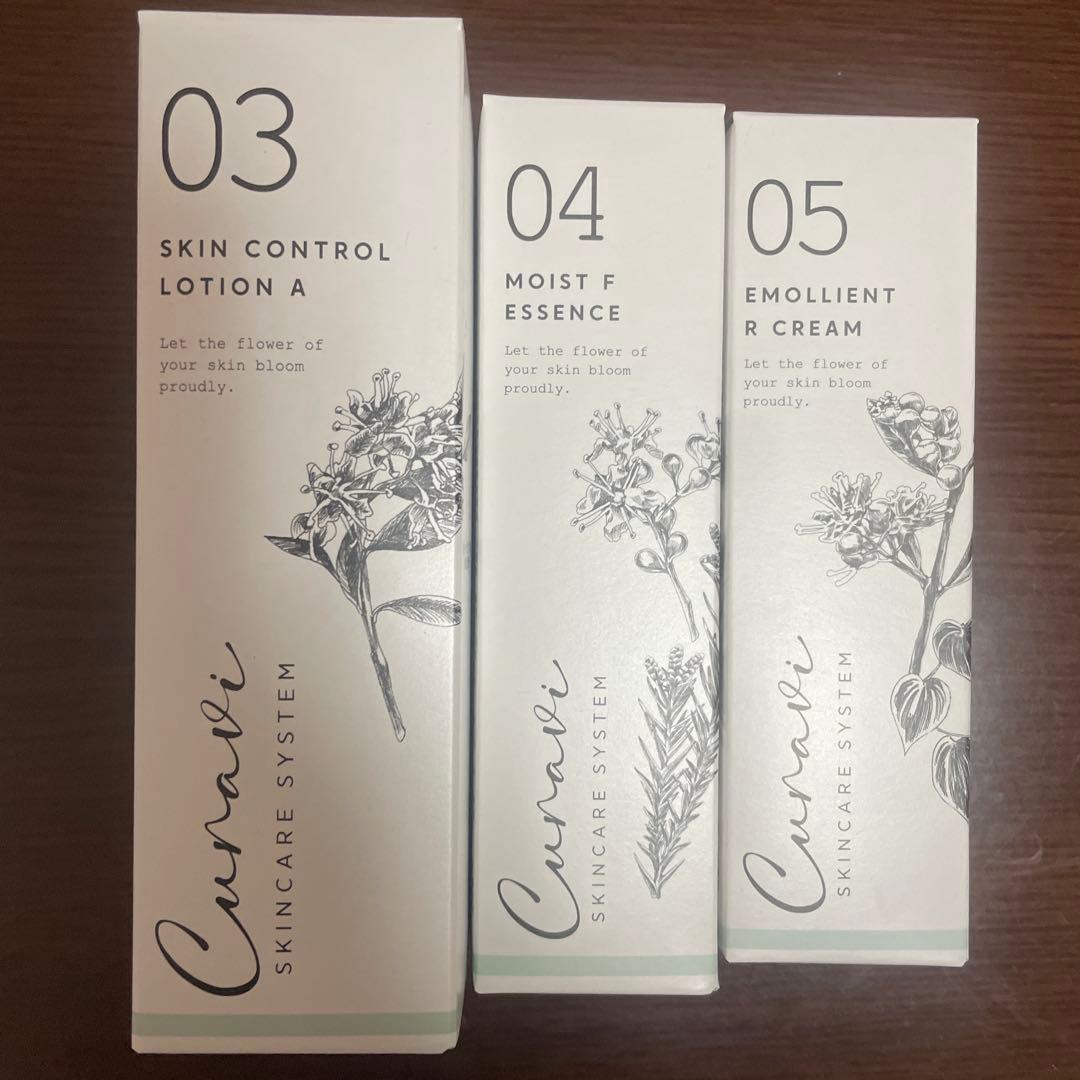 03
SKIN CONTROL
LOTION A
Let the flower of
your skin bloom
proudly.
Curavi
SKINCARE SYSTEM
04
MOIST F
ESSENCE
Let the flower of
your skin bloom
proudly.
Curavi
SKINCARE SYSTEM
05
EMOLLIENT
R CREAM
Let the flower of
your skin bloom
proudly.
Curavi
SKINCARE SYSTEM